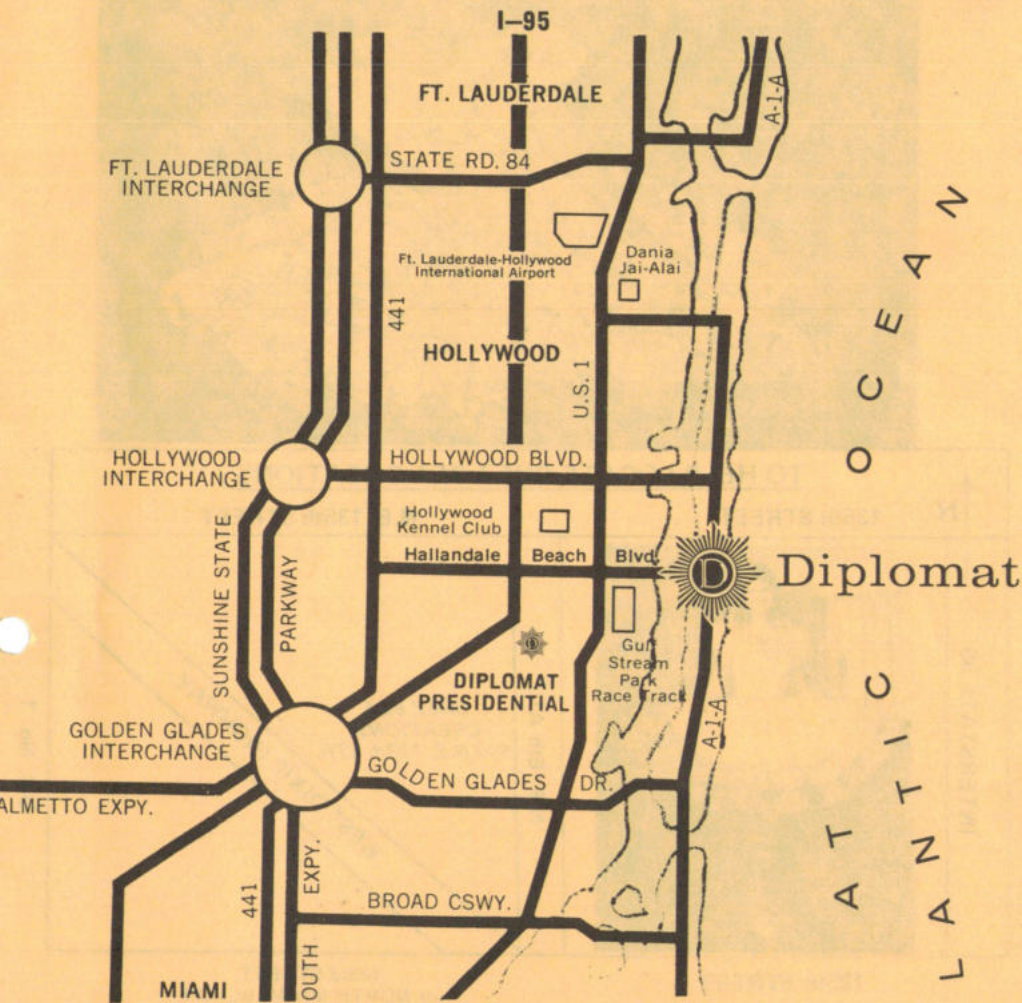 I–95
FT. LAUDERDALE
A-1-A
STATE RD. 84
FT. LAUDERDALE
INTERCHANGE
Ft. Lauderdale-Hollywood
International Airport
Dania
Jai-Alai
441
HOLLYWOOD
U.S. 1
ATLANTIC OCEAN
HOLLYWOOD
INTERCHANGE
HOLLYWOOD BLVD.
Hollywood
Kennel Club
Hallandale Beach Blvd.
D Diplomat
SUNSHINE STATE
PARKWAY
D
DIPLOMAT
PRESIDENTIAL
Gulf
Stream
Park
Race Track
A-1-A
GOLDEN GLADES
INTERCHANGE
GOLDEN GLADES DR.
ALMETTO EXPY.
441
EXPY.
BROAD CSWY.
OUTH
MIAMI